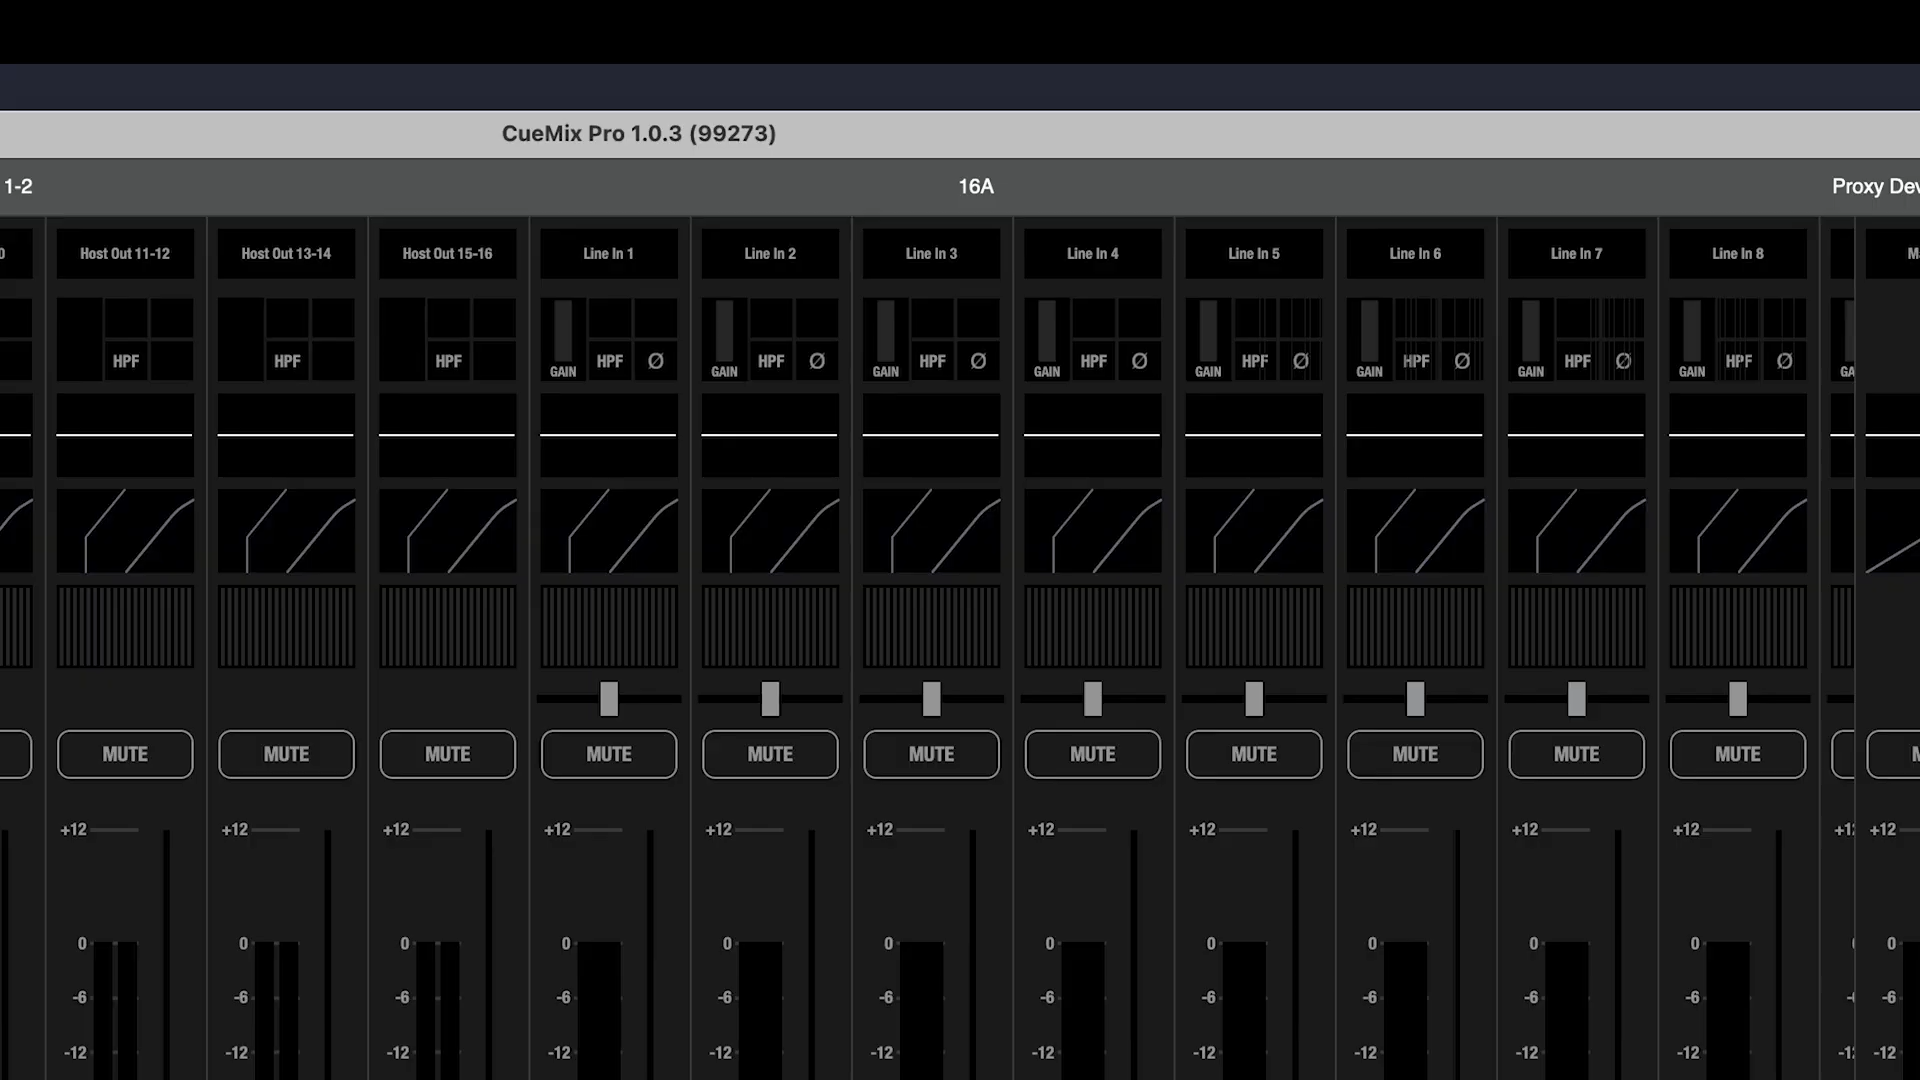 CueMix Pro 1.0.3 (99273)
1-2 16A Proxy Dev
Host Out 11-12 Host Out 13-14 Host Out 15-16 Line In 1 Line In 2 Line In 3 Line In 4 Line In 5 Line In 6 Line In 7 Line In 8
HPF HPF HPF GAIN HPF Ø GAIN HPF Ø GAIN HPF Ø GAIN HPF Ø GAIN HPF Ø GAIN HPF Ø GAIN HPF Ø GAIN HPF Ø GA
MUTE MUTE MUTE MUTE MUTE MUTE MUTE MUTE MUTE MUTE MUTE
+12 +12 +12 +12 +12 +12 +12 +12 +12 +12 +12 +12 +12
0 0 0 0 0 0 0 0 0 0 0 0
-6 -6 -6 -6 -6 -6 -6 -6 -6 -6 -6 -6
-12 -12 -12 -12 -12 -12 -12 -12 -12 -12 -12 -12